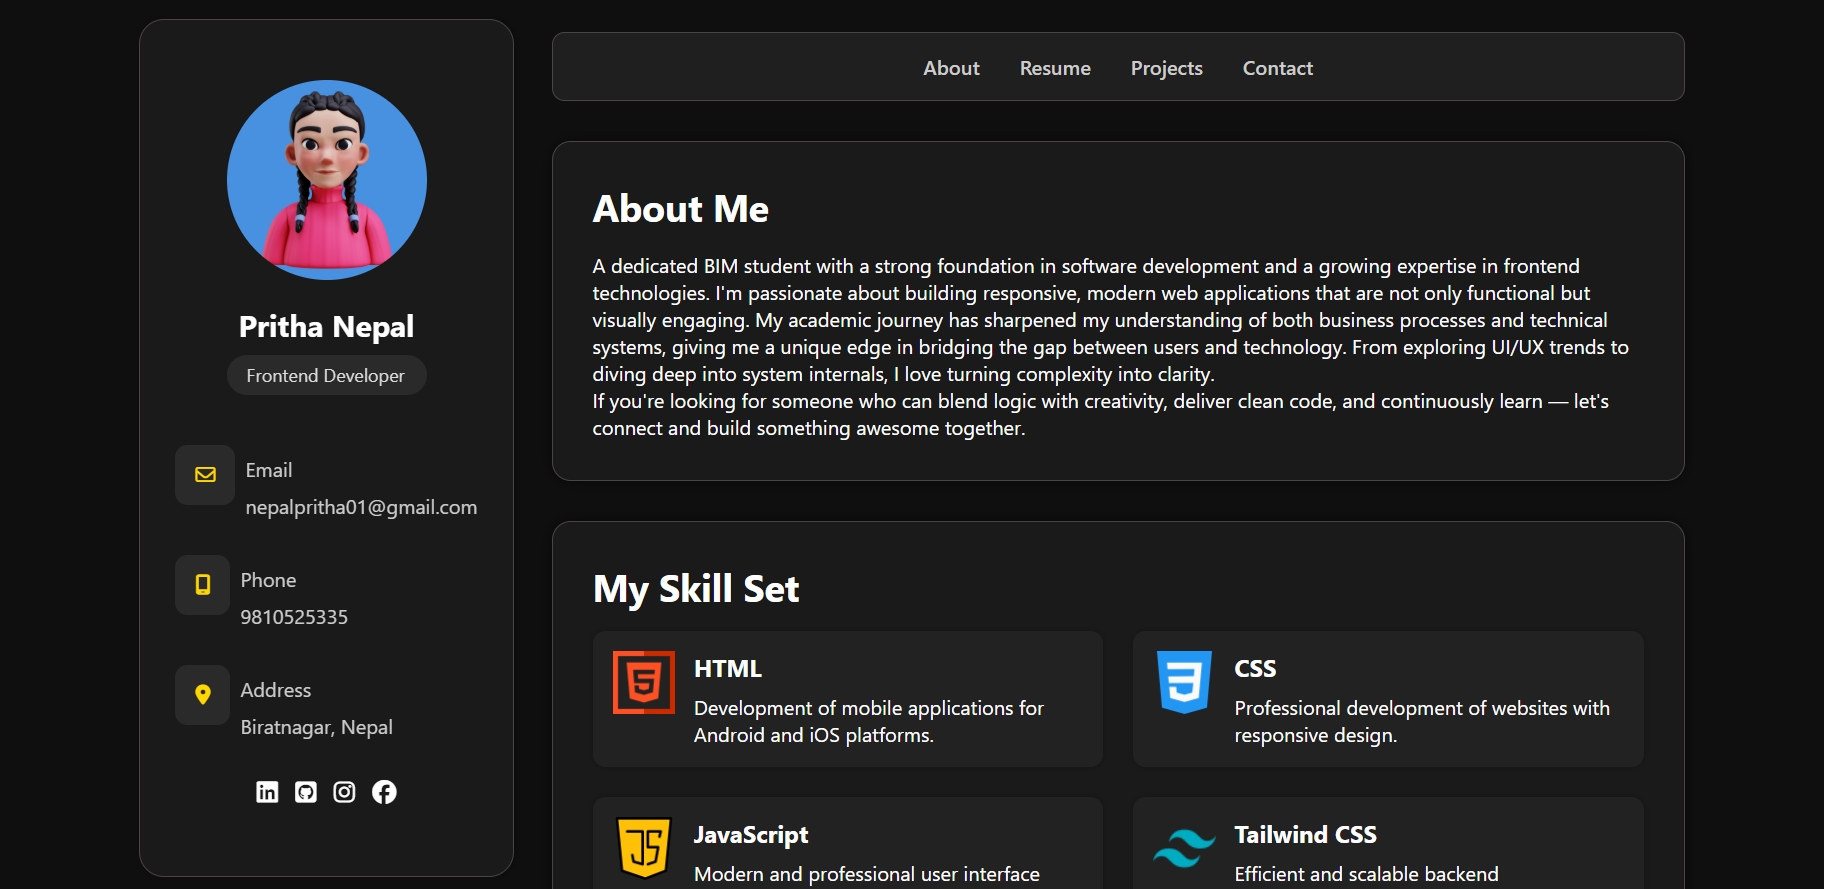 Pritha Nepal
Frontend Developer
Email
nepalpritha01@gmail.com
Phone
9810525335
Address
Biratnagar, Nepal
About Resume Projects Contact
About Me
A dedicated BIM student with a strong foundation in software development and a growing expertise in frontend
technologies. I'm passionate about building responsive, modern web applications that are not only functional but
visually engaging. My academic journey has sharpened my understanding of both business processes and technical
systems, giving me a unique edge in bridging the gap between users and technology. From exploring UI/UX trends to
diving deep into system internals, I love turning complexity into clarity.
If you're looking for someone who can blend logic with creativity, deliver clean code, and continuously learn — let's
connect and build something awesome together.
My Skill Set
HTML
Development of mobile applications for
Android and iOS platforms.
CSS
Professional development of websites with
responsive design.
JS
JavaScript
Modern and professional user interface
Tailwind CSS
Efficient and scalable backend